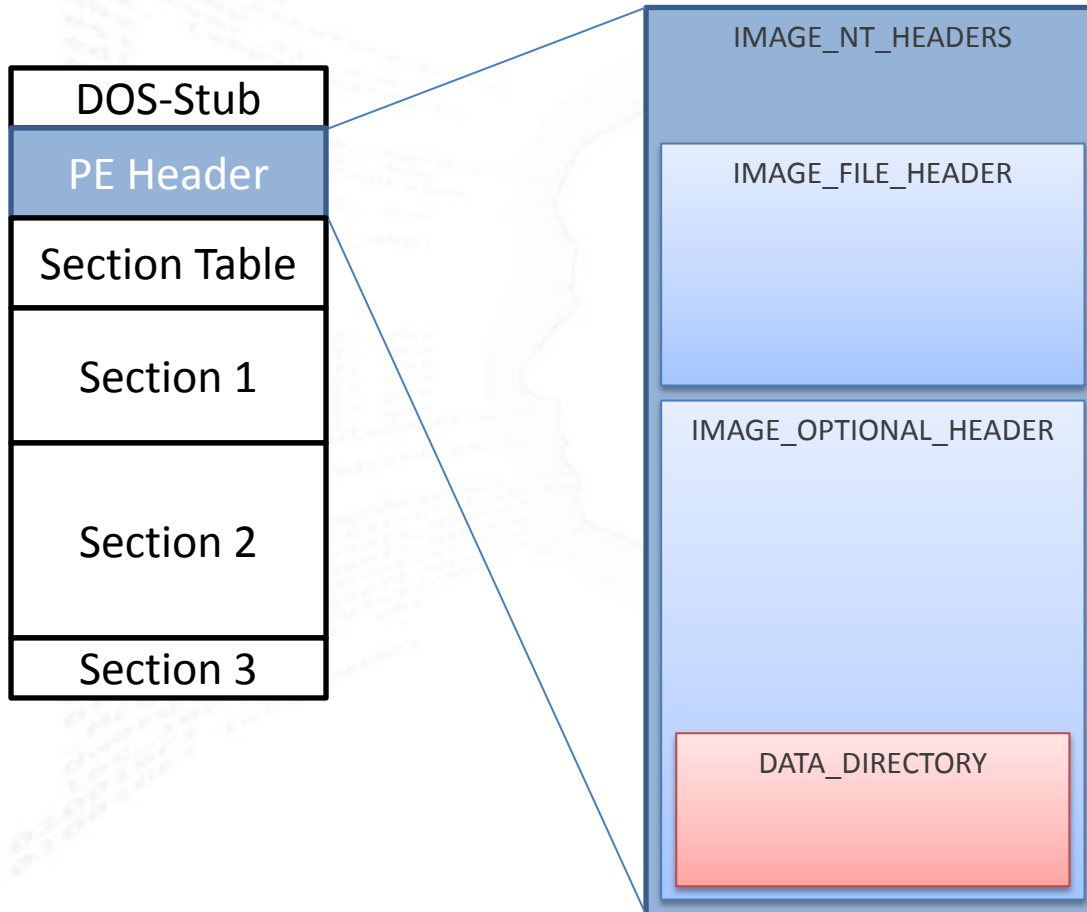 DOS-Stub
PE Header
Section Table
Section 1
Section 2
Section 3
IMAGE_NT_HEADERS
IMAGE_FILE_HEADER
IMAGE_OPTIONAL_HEADER
DATA_DIRECTORY